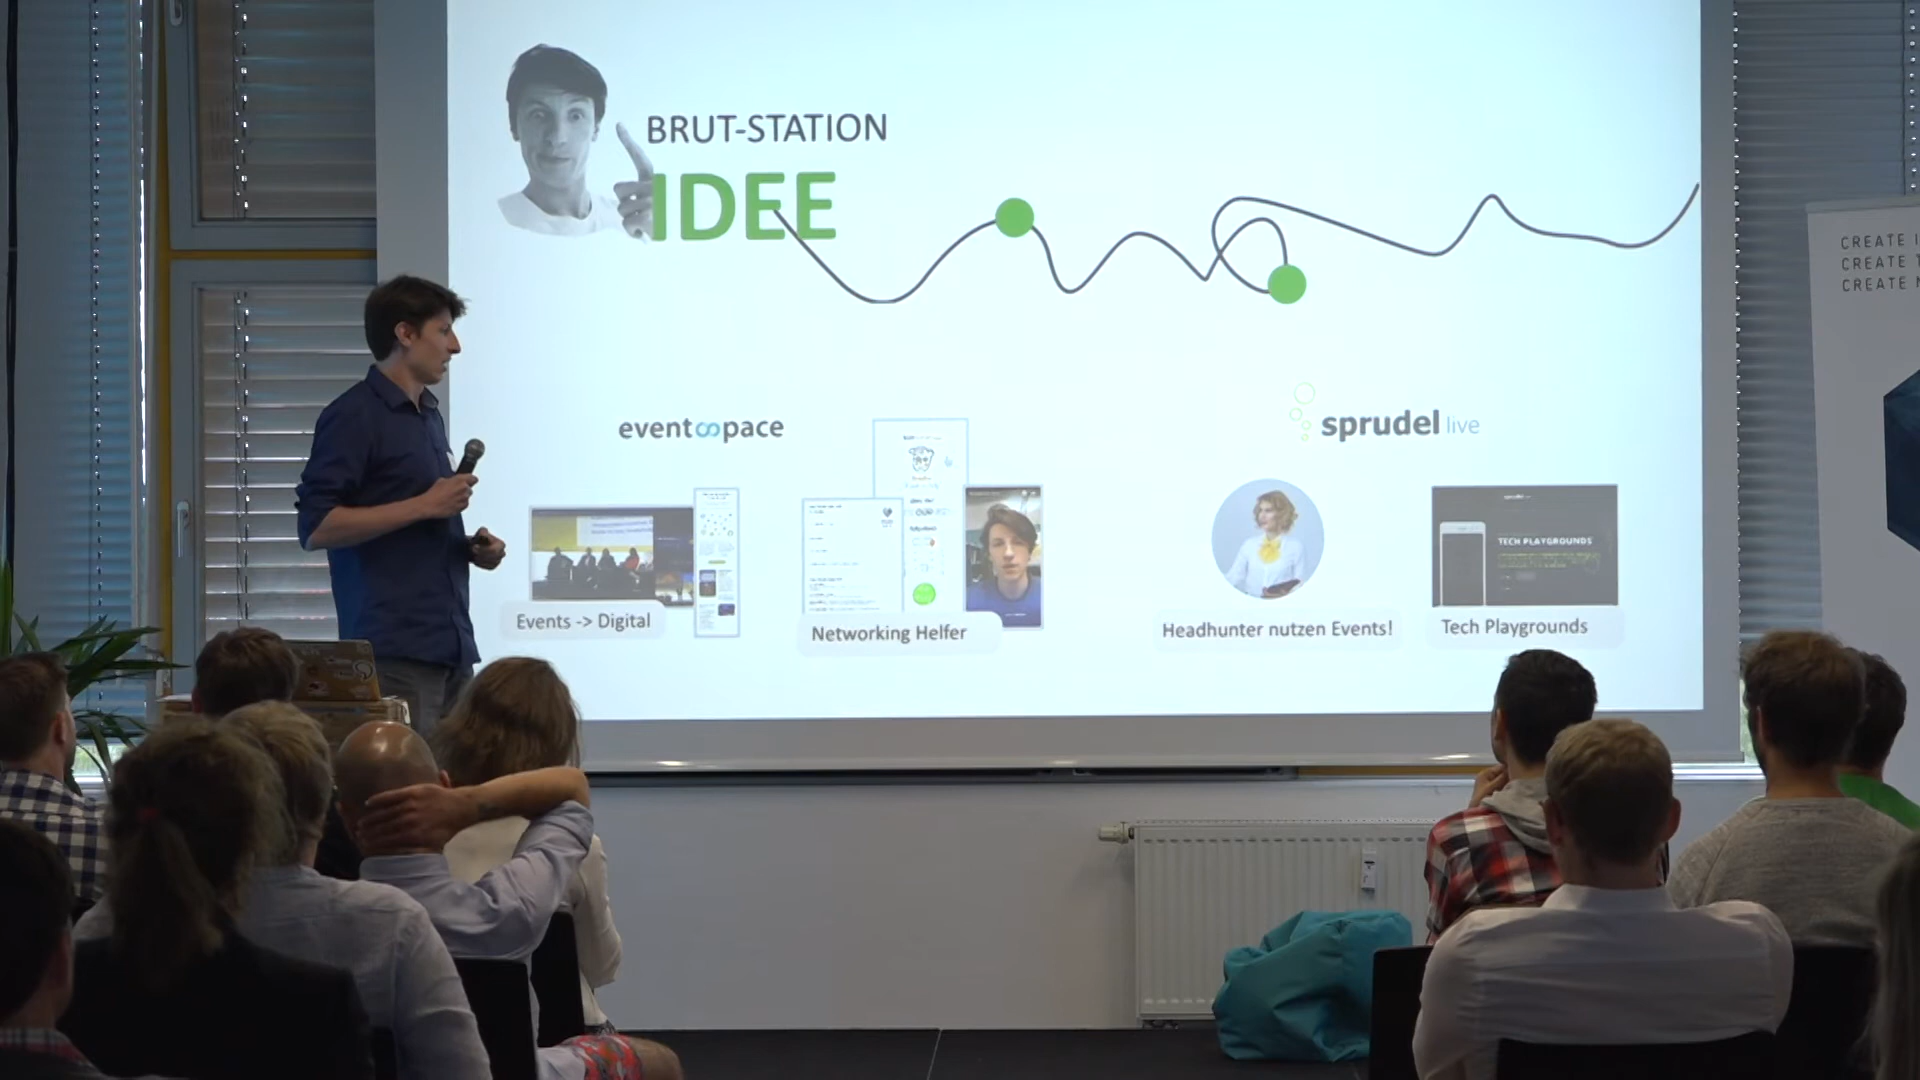 BRUT-STATION
IDEE
CREATE
CREATE
CREATE
eventspace
sprudel live
TECH PLAYGROUNDS
Events -> Digital
Networking Helfer
Headhunter nutzen Events!
Tech Playgrounds